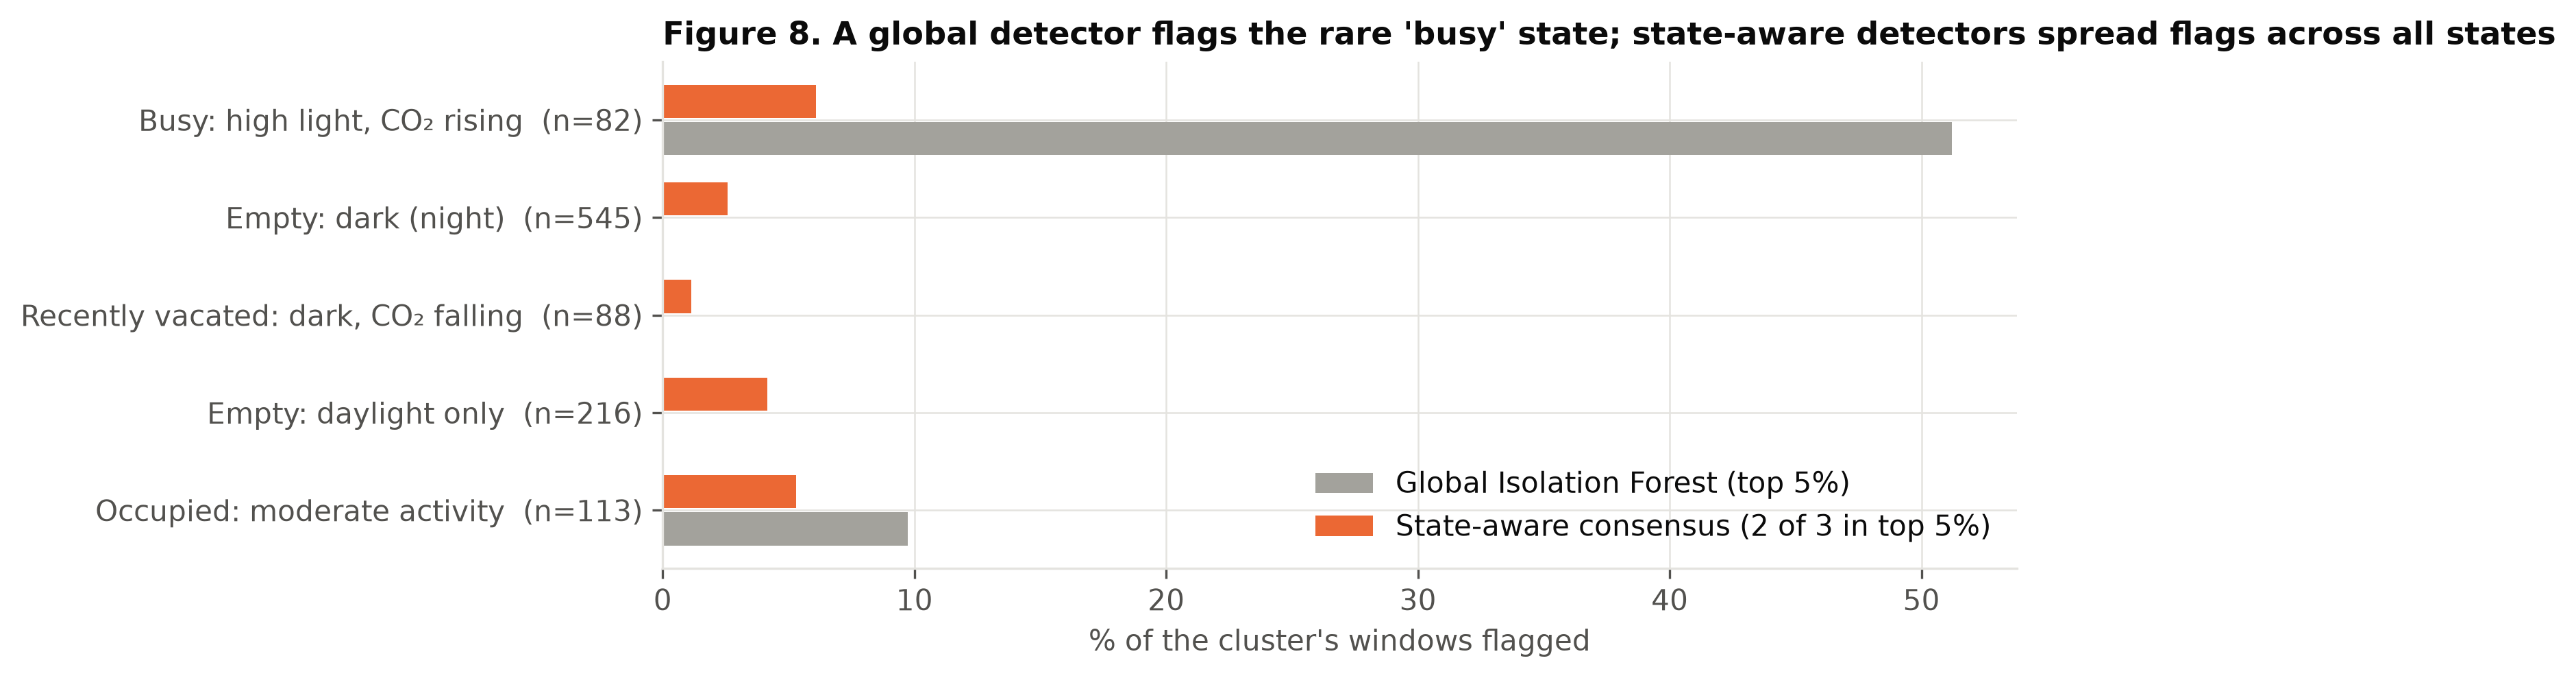 Figure 8. A global detector flags the rare 'busy' state; state-aware detectors spread flags across all states
Busy: high light, CO₂ rising (n=82)
Empty: dark (night) (n=545)
Recently vacated: dark, CO₂ falling (n=88)
Empty: daylight only (n=216)
Occupied: moderate activity (n=113)
Global Isolation Forest (top 5%)
State-aware consensus (2 of 3 in top 5%)
0 10 20 30 40 50
% of the cluster's windows flagged